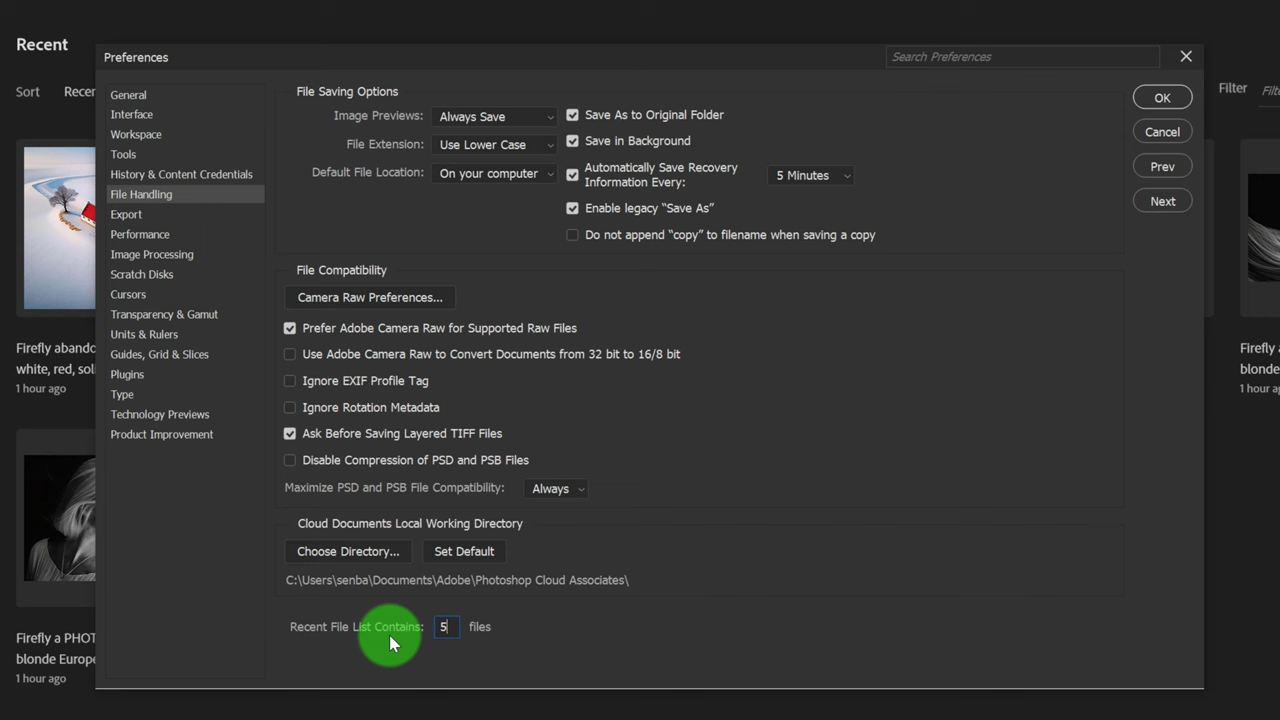 Recent
Preferences
Search Preferences
Sort
Recen
Filter
Filte
General
Interface
Workspace
Tools
History & Content Credentials
File Handling
Export
Performance
Image Processing
Scratch Disks
Cursors
Transparency & Gamut
Units & Rulers
Guides, Grid & Slices
Plugins
Type
Technology Previews
Product Improvement
File Saving Options
Image Previews: Always Save
File Extension: Use Lower Case
Default File Location: On your computer
Save As to Original Folder
Save in Background
Automatically Save Recovery
Information Every: 5 Minutes
Enable legacy “Save As”
Do not append “copy” to filename when saving a copy
File Compatibility
Camera Raw Preferences...
Prefer Adobe Camera Raw for Supported Raw Files
Use Adobe Camera Raw to Convert Documents from 32 bit to 16/8 bit
Ignore EXIF Profile Tag
Ignore Rotation Metadata
Ask Before Saving Layered TIFF Files
Disable Compression of PSD and PSB Files
Maximize PSD and PSB File Compatibility: Always
Cloud Documents Local Working Directory
Choose Directory... Set Default
C:\Users\senba\Documents\Adobe\Photoshop Cloud Associates\
Recent File List Contains: 5 files
OK
Cancel
Prev
Next
Firefly abando
white, red, soli
1 hour ago
Firefly a PHOT
blonde Europe
1 hour ago
Firefly a
blonde
1 hour ago